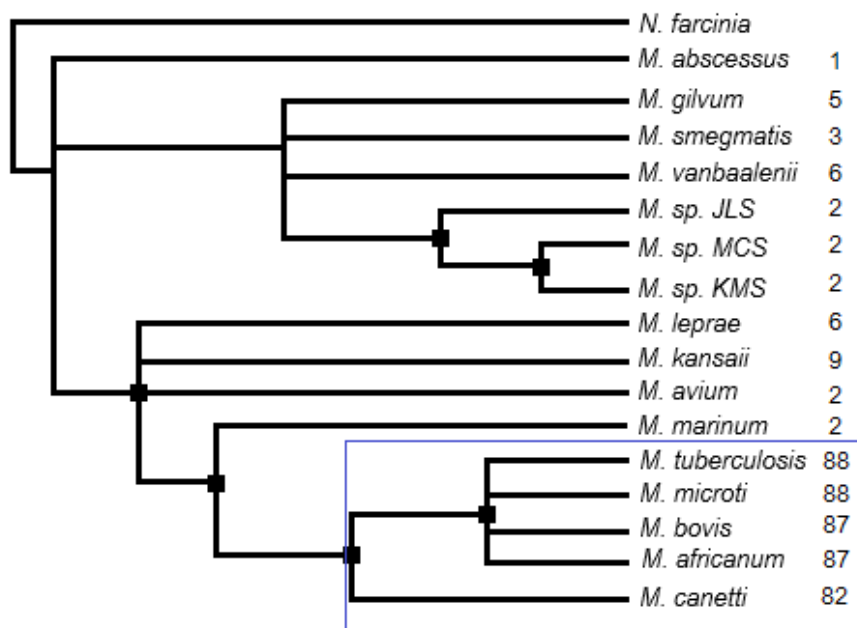 N. farcinia
M. abscessus 1
M. gilvum 5
M. smegmatis 3
M. vanbaalenii 6
M. sp. JLS 2
M. sp. MCS 2
M. sp. KMS 2
M. leprae 6
M. kansaii 9
M. avium 2
M. marinum 2
M. tuberculosis 88
M. microti 88
M. bovis 87
M. africanum 87
M. canetti 82